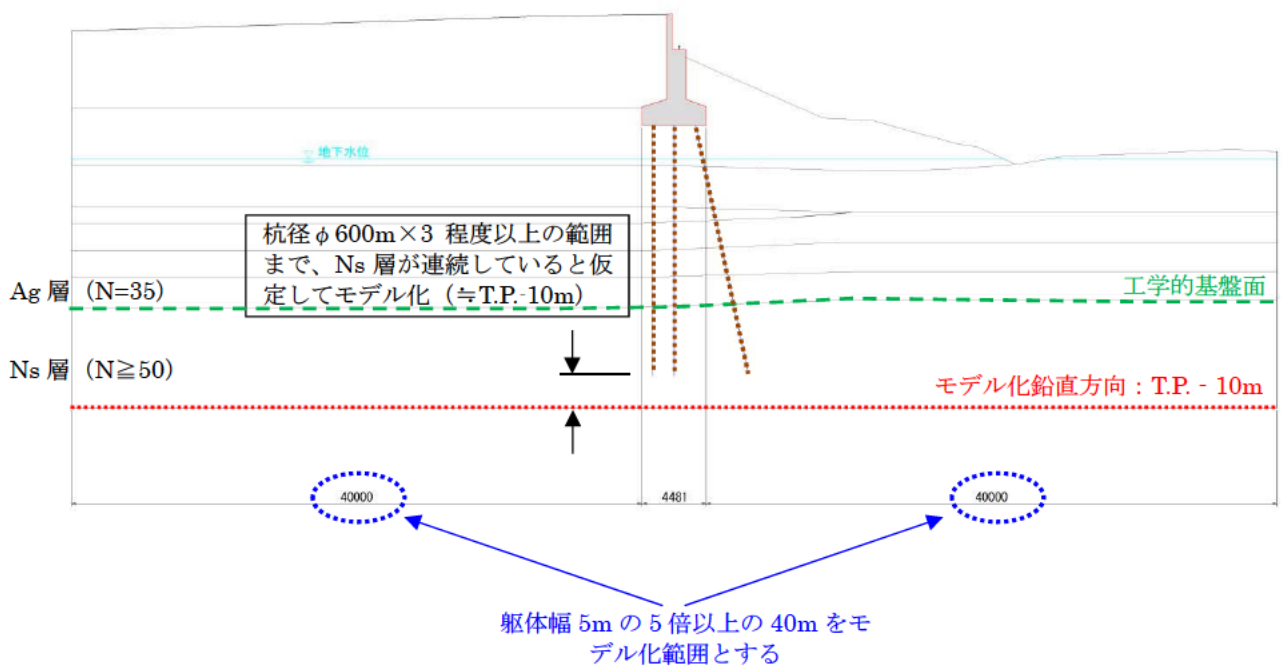 地下水位
杭径φ600m×3 程度以上の範囲
まで、Ns 層が連続していると仮
定してモデル化（≒T.P.-10m）
Ag 層（N=35）
工学的基盤面
Ns 層（N≧50）
モデル化鉛直方向：T.P. - 10m
40000
4481
40000
躯体幅 5m の 5 倍以上の 40m をモ
デル化範囲とする